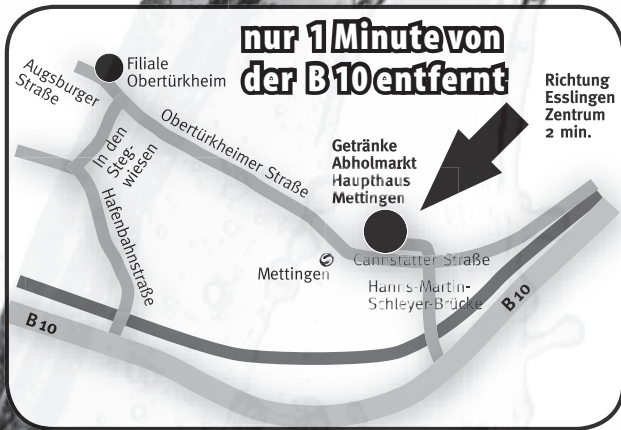 nur 1 Minute von
der B 10 entfernt
Filiale
Obertürkheim
Augsburger
Straße
Richtung
Esslingen
Zentrum
2 min.
In den
Steg-
wiesen
Obertürkheimer Straße
Getränke
Abholmarkt
Haupthaus
Mettingen
Hafenbahnstraße
Mettingen
Cannstatter Straße
Hanns-Martin-
Schleyer-Brücke
B 10
B 10